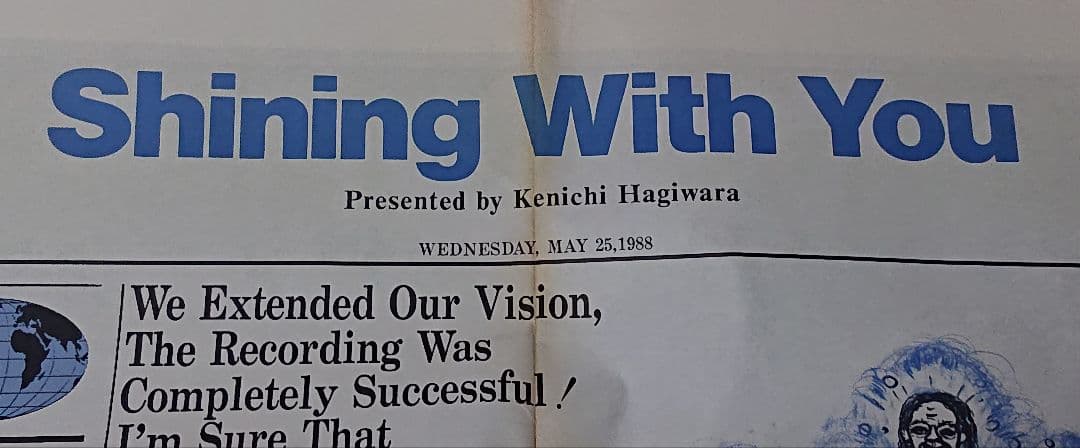 Shining With You
Presented by Kenichi Hagiwara
WEDNESDAY, MAY 25,1988
We Extended Our Vision,
The Recording Was
Completely Successful !
I'm Sure That